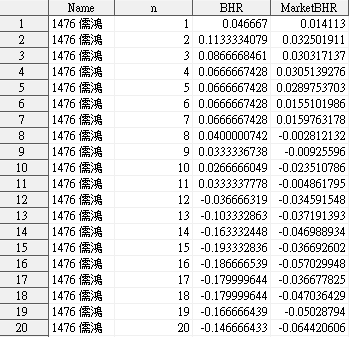 Name n BHR MarketBHR
1 1476 儒鴻 1 0.046667 0.014113
2 1476 儒鴻 2 0.1133334079 0.032501911
3 1476 儒鴻 3 0.0866668461 0.030317137
4 1476 儒鴻 4 0.0666667428 0.0305139276
5 1476 儒鴻 5 0.0666667428 0.0289753703
6 1476 儒鴻 6 0.0666667428 0.0155101986
7 1476 儒鴻 7 0.0666667428 0.0159763178
8 1476 儒鴻 8 0.0400000742 -0.002812132
9 1476 儒鴻 9 0.0333336738 -0.00925596
10 1476 儒鴻 10 0.0266666049 -0.023510786
11 1476 儒鴻 11 0.0333337778 -0.004861795
12 1476 儒鴻 12 -0.036666319 -0.034591548
13 1476 儒鴻 13 -0.103332863 -0.037191393
14 1476 儒鴻 14 -0.163332448 -0.046988934
15 1476 儒鴻 15 -0.193332836 -0.036692602
16 1476 儒鴻 16 -0.186666539 -0.057029948
17 1476 儒鴻 17 -0.179999644 -0.036677825
18 1476 儒鴻 18 -0.179999644 -0.047036429
19 1476 儒鴻 19 -0.166666439 -0.05028794
20 1476 儒鴻 20 -0.146666433 -0.064420606